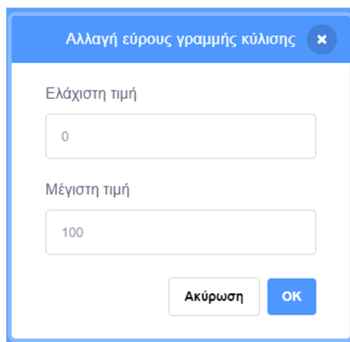 Αλλαγή εύρους γραμμής κύλισης
Ελάχιστη τιμή
0
Μέγιστη τιμή
100
Ακύρωση OK